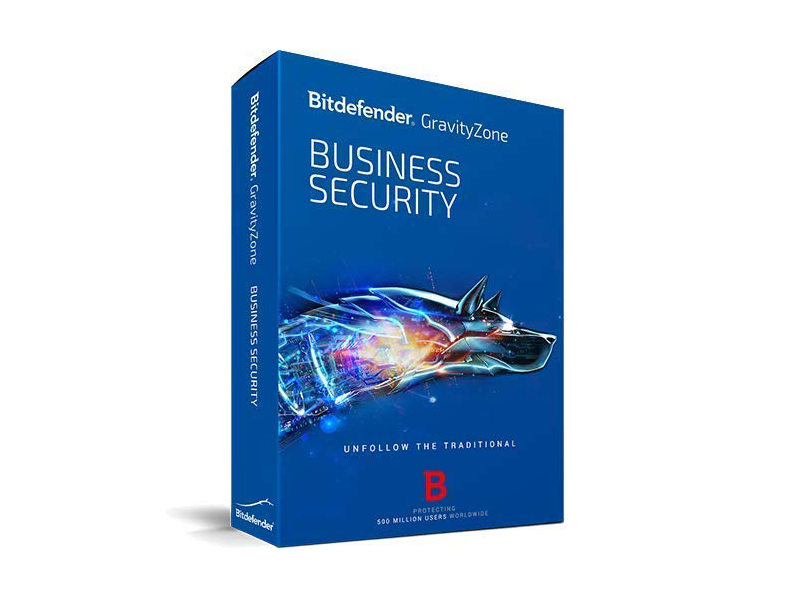 Bitdefender® GravityZone
BUSINESS
SECURITY
UNFOLLOW THE TRADITIONAL
B
PROTECTING
500 MILLION USERS WORLDWIDE
Bitdefender® GravityZone
BUSINESS SECURITY
Bitdefender®